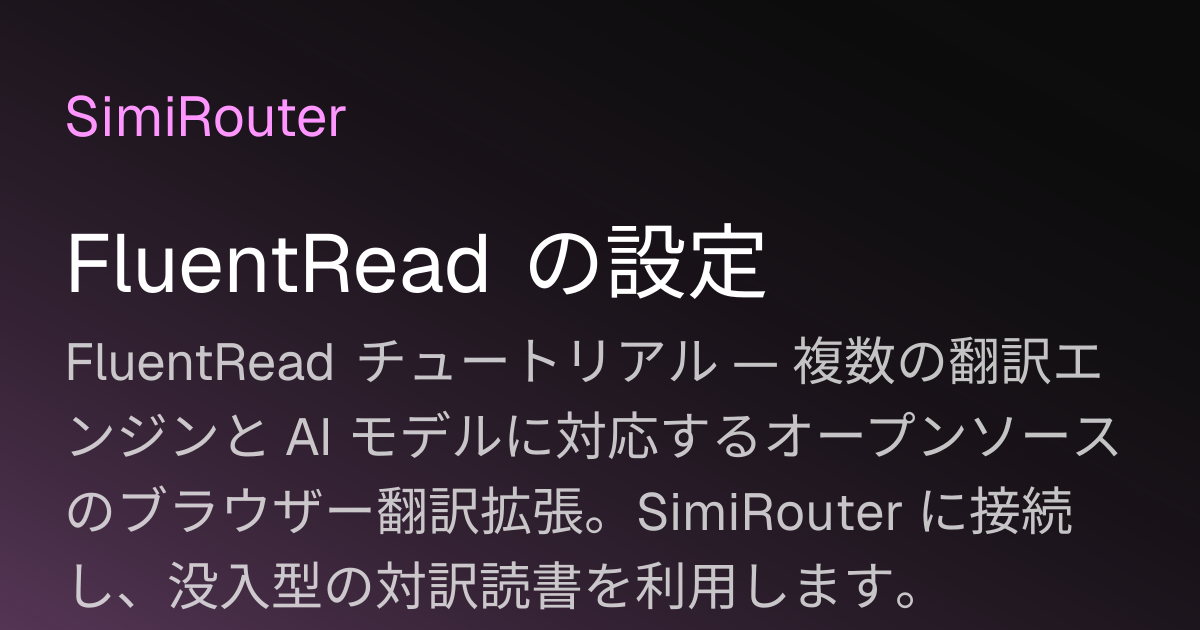 SimiRouter
FluentRead の設定
FluentRead チュートリアル — 複数の翻訳エ
ンジンと AI モデルに対応するオープンソース
のブラウザー翻訳拡張。SimiRouter に接続
し、没入型の対訳読書を利用します。